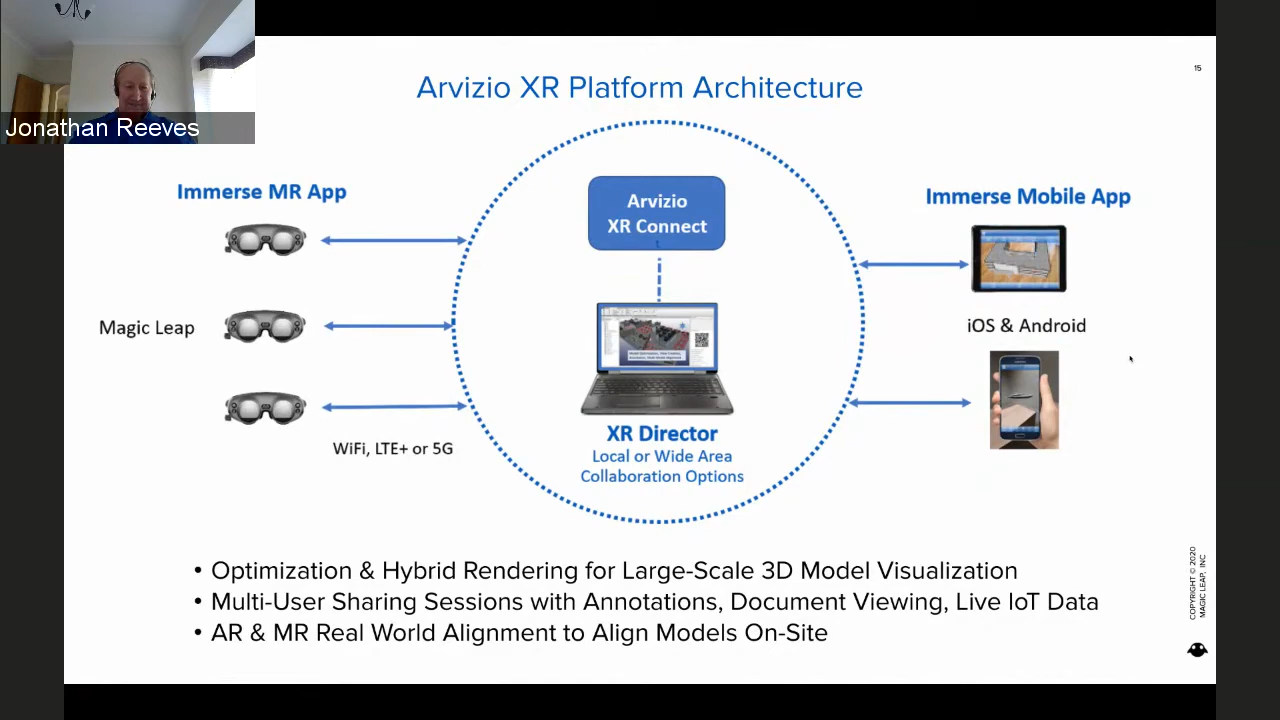 Jonathan Reeves
15
Arvizio XR Platform Architecture
Immerse MR App
Arvizio
XR Connect
Immerse Mobile App
Magic Leap
iOS & Android
WiFi, LTE+ or 5G
XR Director
Local or Wide Area
Collaboration Options
• Optimization & Hybrid Rendering for Large-Scale 3D Model Visualization
• Multi-User Sharing Sessions with Annotations, Document Viewing, Live IoT Data
• AR & MR Real World Alignment to Align Models On-Site
COPYRIGHT © 2020
MAGIC LEAP, INC